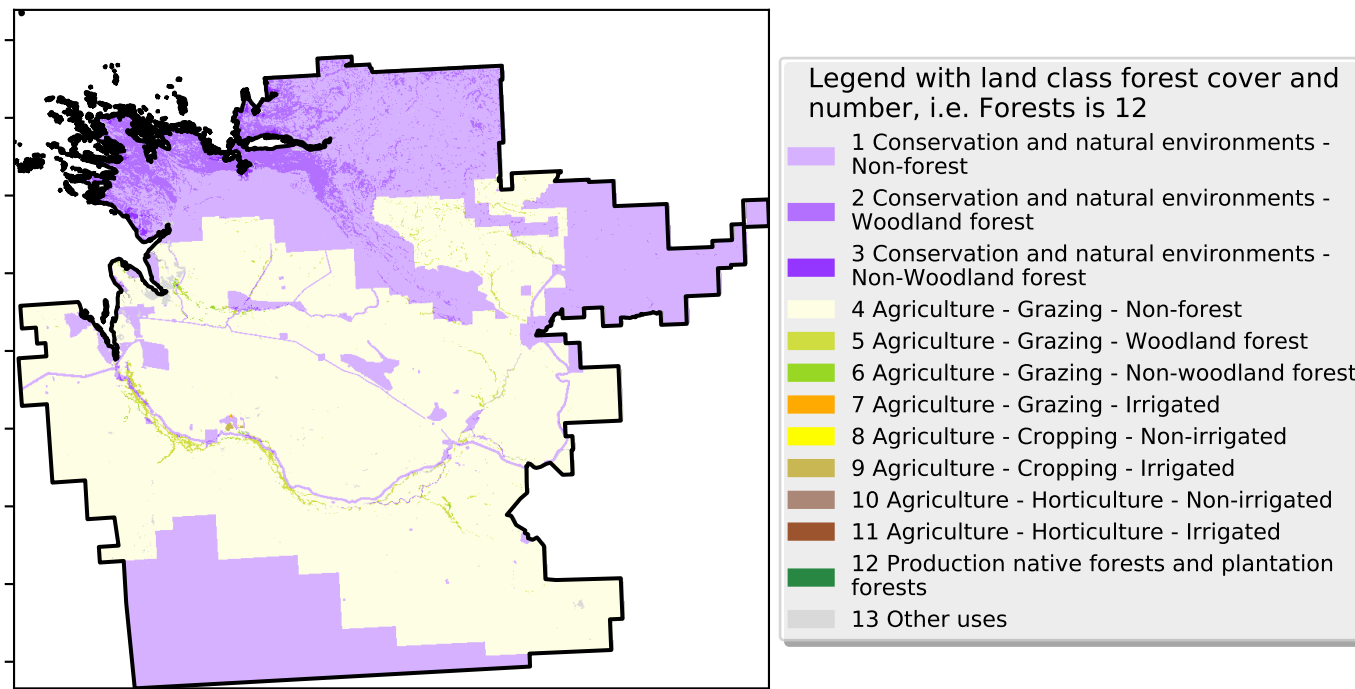 Legend with land class forest cover and
number, i.e. Forests is 12
1 Conservation and natural environments -
Non-forest
2 Conservation and natural environments -
Woodland forest
3 Conservation and natural environments -
Non-Woodland forest
4 Agriculture - Grazing - Non-forest
5 Agriculture - Grazing - Woodland forest
6 Agriculture - Grazing - Non-woodland forest
7 Agriculture - Grazing - Irrigated
8 Agriculture - Cropping - Non-irrigated
9 Agriculture - Cropping - Irrigated
10 Agriculture - Horticulture - Non-irrigated
11 Agriculture - Horticulture - Irrigated
12 Production native forests and plantation
forests
13 Other uses